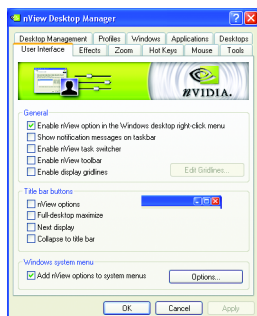 nView Desktop Manager
Desktop Management Profiles Windows Applications Desktops
User Interface Effects Zoom Hot Keys Mouse Tools
NVIDIA.
General
Enable nView option in the Windows desktop right-click menu
Show notification messages on taskbar
Enable nView task switcher
Enable nView toolbar
Enable display gridlines
Edit Gridlines...
Title bar buttons
nView options
Full-desktop maximize
Next display
Collapse to title bar
Windows system menu
Add nView options to system menus
Options...
OK Cancel Apply